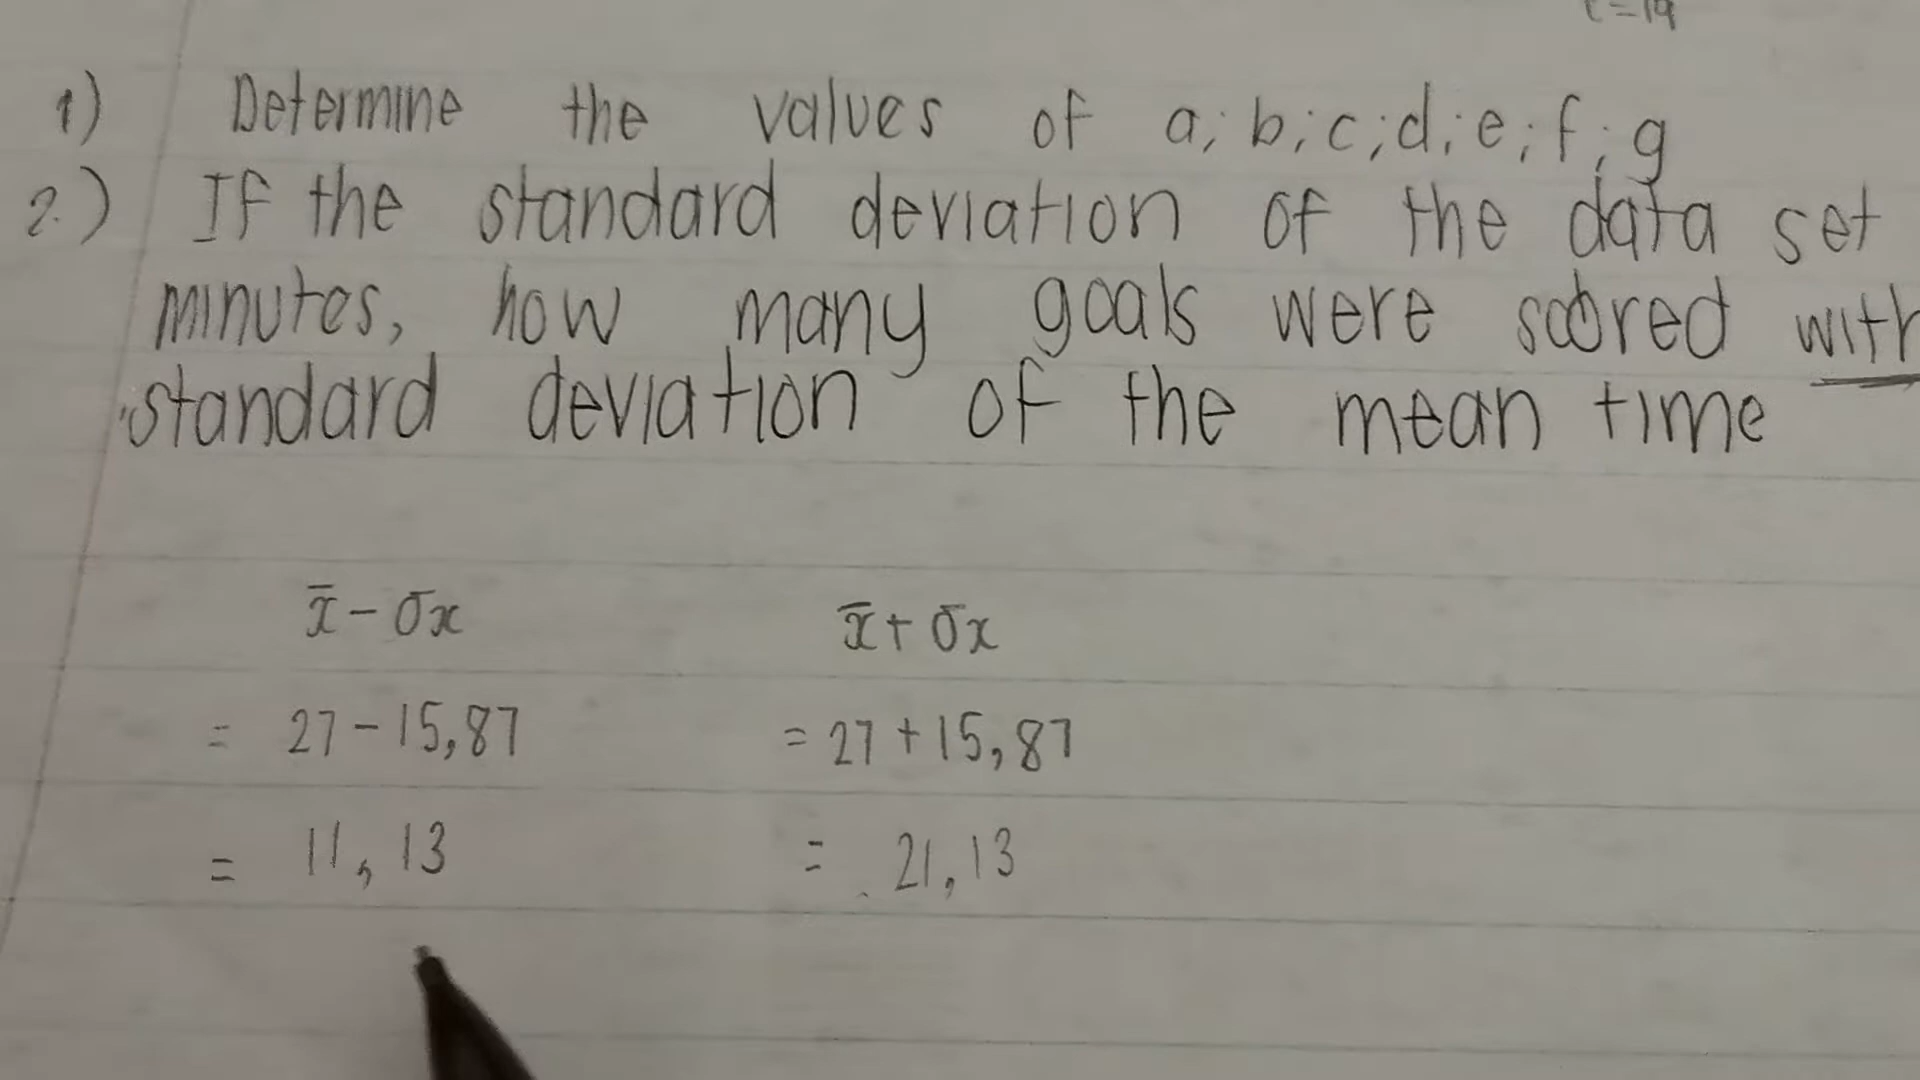 c=19
1) Determine the values of a; b; c; d; e; f; g
2.) If the standard deviation of the data set
minutes, how many goals were scored with
standard deviation of the mean time
x̄ - σx x̄ + σx
= 27 - 15,87 = 27 + 15,87
= 11,13 = 21,13